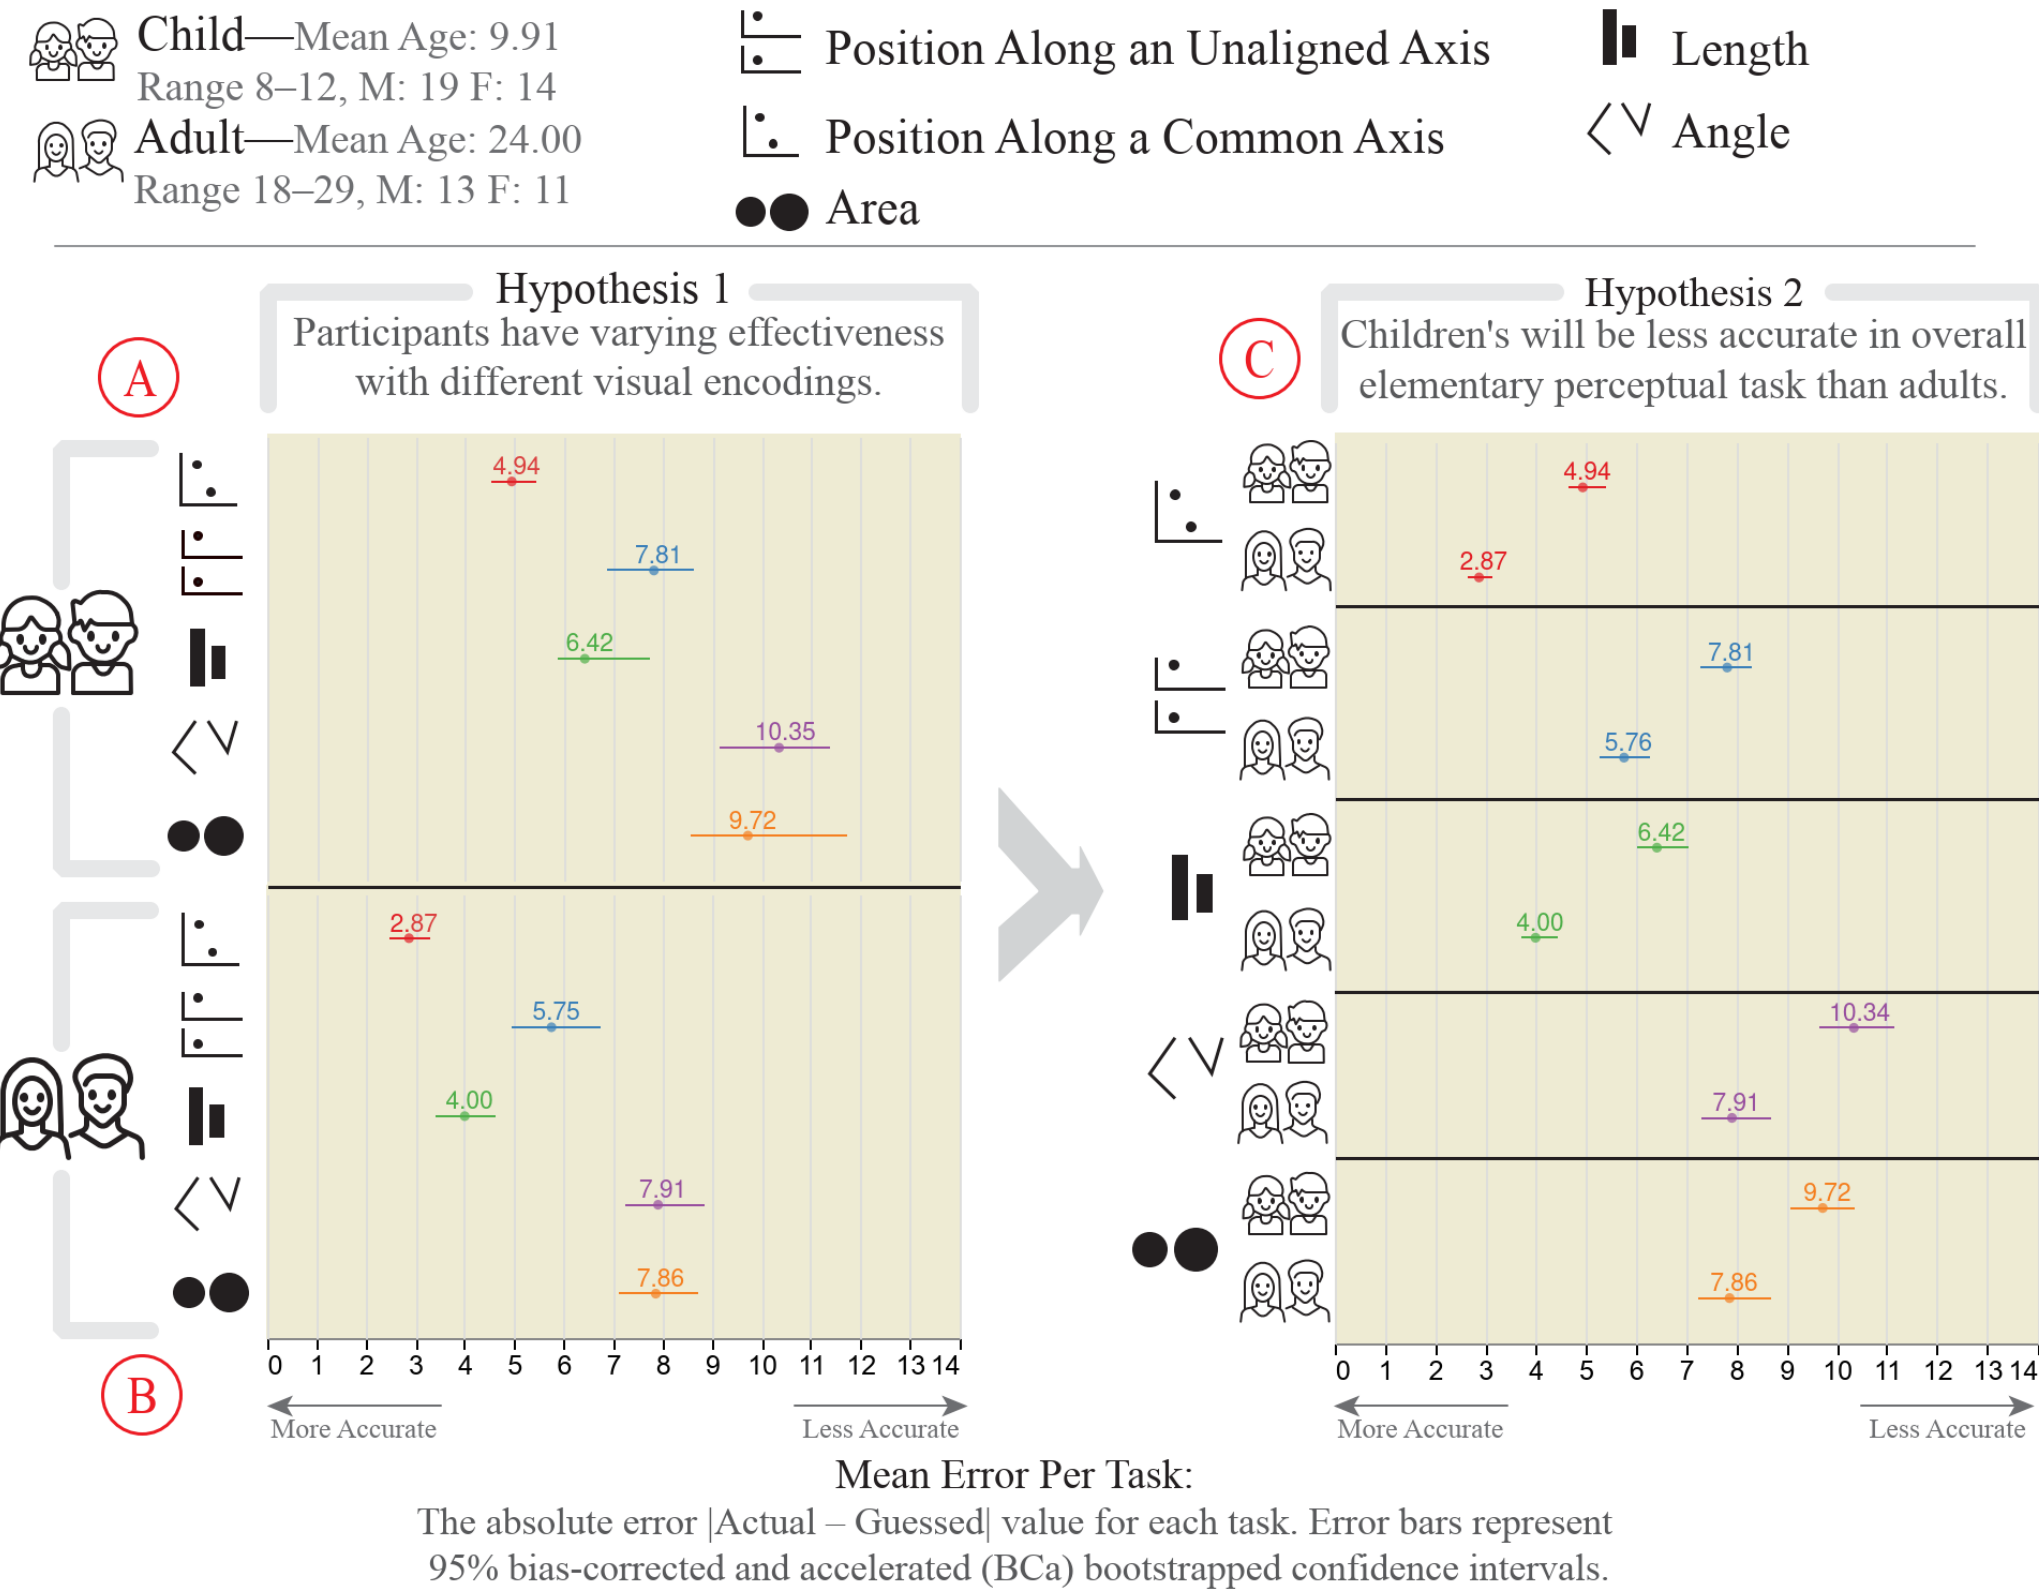 Child—Mean Age: 9.91
Range 8–12, M: 19 F: 14
Adult—Mean Age: 24.00
Range 18–29, M: 13 F: 11
Position Along an Unaligned Axis
Position Along a Common Axis
Area
Length
Angle
Hypothesis 1
Participants have varying effectiveness
with different visual encodings.
A
4.94
7.81
6.42
10.35
9.72
2.87
5.75
4.00
7.91
7.86
B
0 1 2 3 4 5 6 7 8 9 10 11 12 13 14
More Accurate Less Accurate
Hypothesis 2
Children's will be less accurate in overall
elementary perceptual task than adults.
C
4.94
2.87
7.81
5.76
6.42
4.00
10.34
7.91
9.72
7.86
0 1 2 3 4 5 6 7 8 9 10 11 12 13 14
More Accurate Less Accurate
Mean Error Per Task:
The absolute error |Actual – Guessed| value for each task. Error bars represent
95% bias-corrected and accelerated (BCa) bootstrapped confidence intervals.